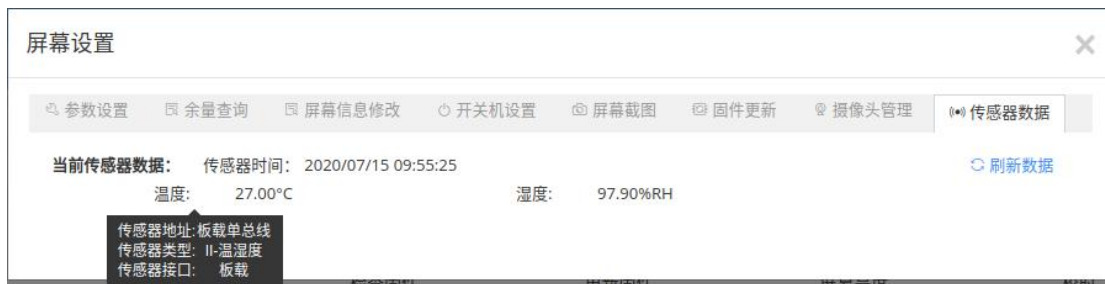 屏幕设置
参数设置 余量查询 屏幕信息修改 开关机设置 屏幕截图 固件更新 摄像头管理 传感器数据
当前传感器数据: 传感器时间: 2020/07/15 09:55:25 刷新数据
温度: 27.00°C 湿度: 97.90%RH
传感器地址:板载单总线
传感器类型: II-温湿度
传感器接口: 板载